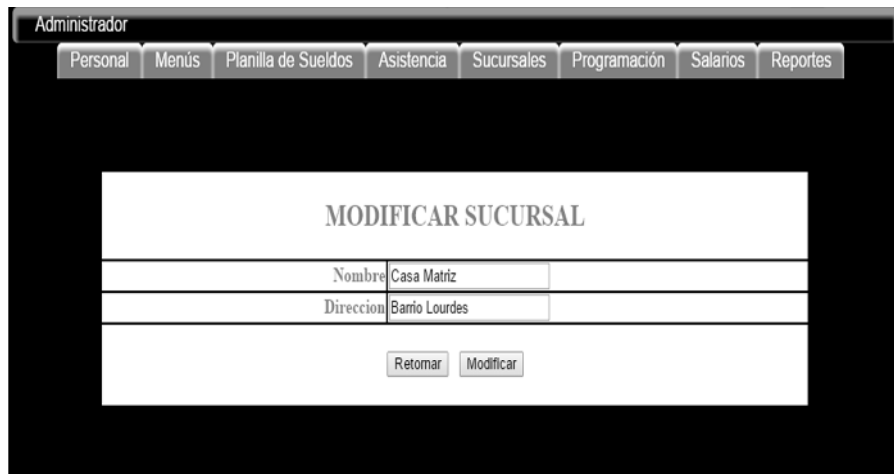 Administrador
Personal Menús Planilla de Sueldos Asistencia Sucursales Programación Salarios Reportes
MODIFICAR SUCURSAL
Nombre Casa Matriz
Direccion Barrio Lourdes
Retornar Modificar